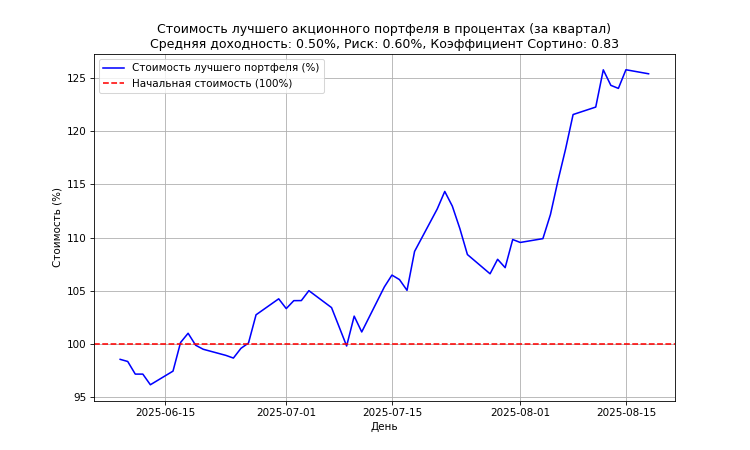 Стоимость лучшего акционного портфеля в процентах (за квартал)
Средняя доходность: 0.50%, Риск: 0.60%, Коэффициент Сортино: 0.83
Стоимость лучшего портфеля (%)
Начальная стоимость (100%)
Стоимость (%)
125
120
115
110
105
100
95
2025-06-15
2025-07-01
2025-07-15
2025-08-01
2025-08-15
День